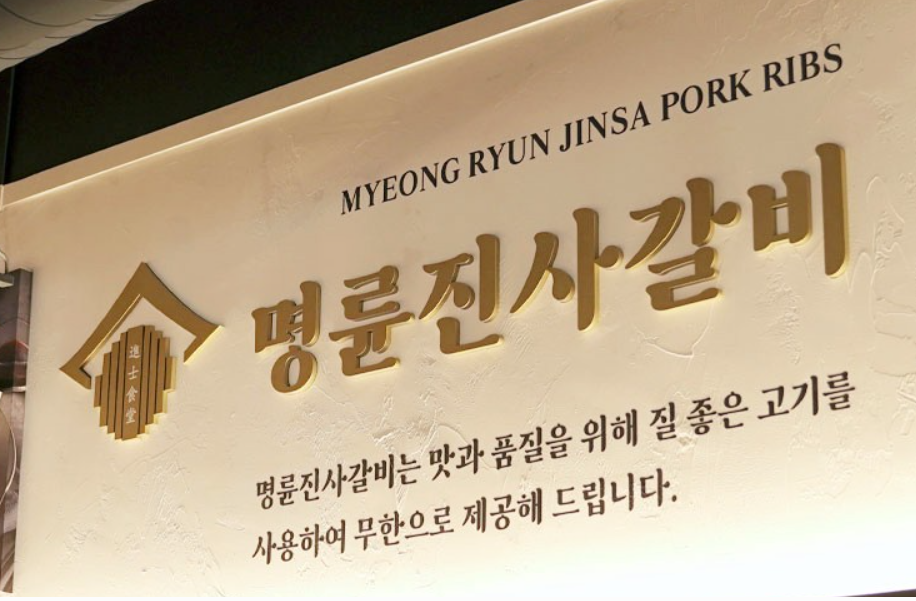 MYEONG RYUN JINSA PORK RIBS
명륜진사갈비
進士食堂
명륜진사갈비는 맛과 품질을 위해 질 좋은 고기를
사용하여 무한으로 제공해 드립니다.